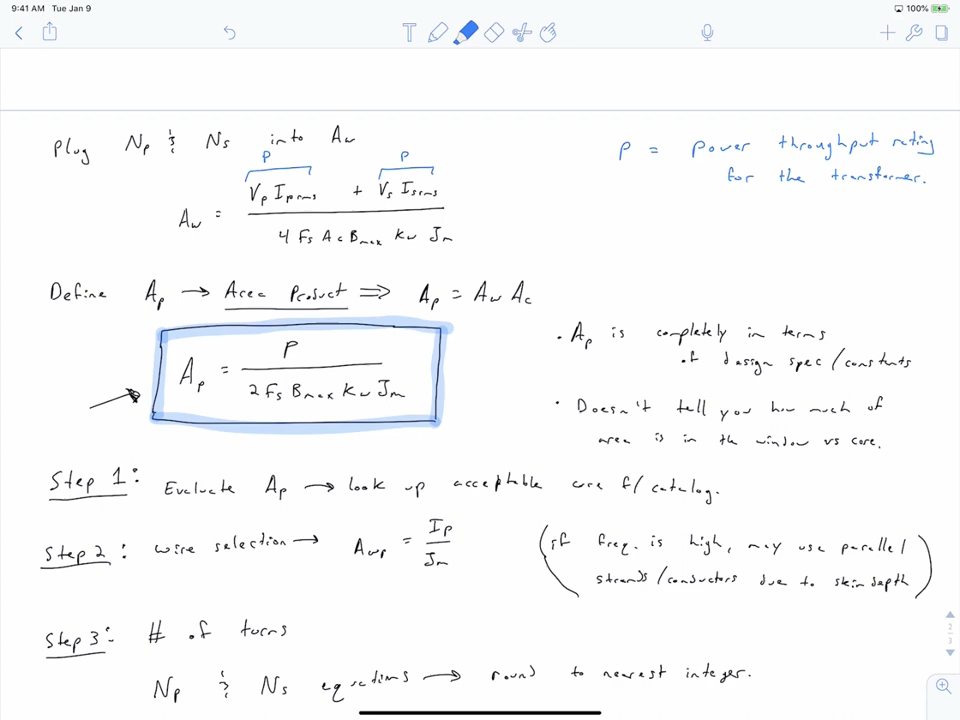 9:41 AM Tue Jan 9
100%
Plug Np & Ns into Aw
P P
Aw = Vp Iprms + Vs Isrms / 4 Fs Ac Bmax Kw Jm
P = Power throughput rating
for the transformer.
Define Ap → Area Product ⇒ Ap = Aw Ac
Ap = P / 2 Fs Bmax Kw Jm
· Ap is completely in terms
of design spec/constants
· Doesn't tell you how much of
area is in the window vs core.
Step 1: Evaluate Ap → look up acceptable core f/ catalog.
Step 2: wire selection → Awp = Ip / Jm
(if freq. is high, may use parallel
strands/conductors due to skin depth)
Step 3: # of turns
Np & Ns equations → round to nearest integer.